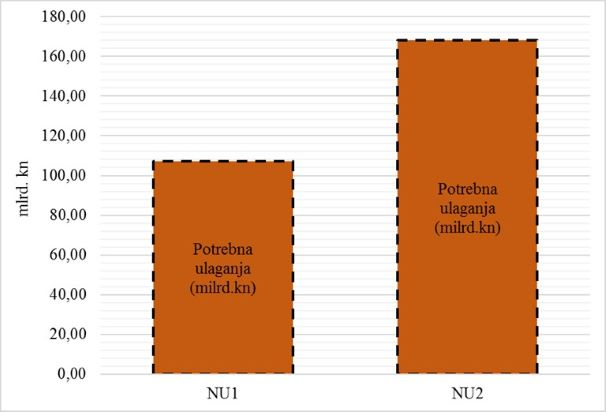 180,00
160,00
140,00
120,00
100,00
80,00
60,00
40,00
20,00
0,00
mlrd. kn
Potrebna
ulaganja
(milrd.kn)
Potrebna
ulaganja
(milrd.kn)
NU1
NU2